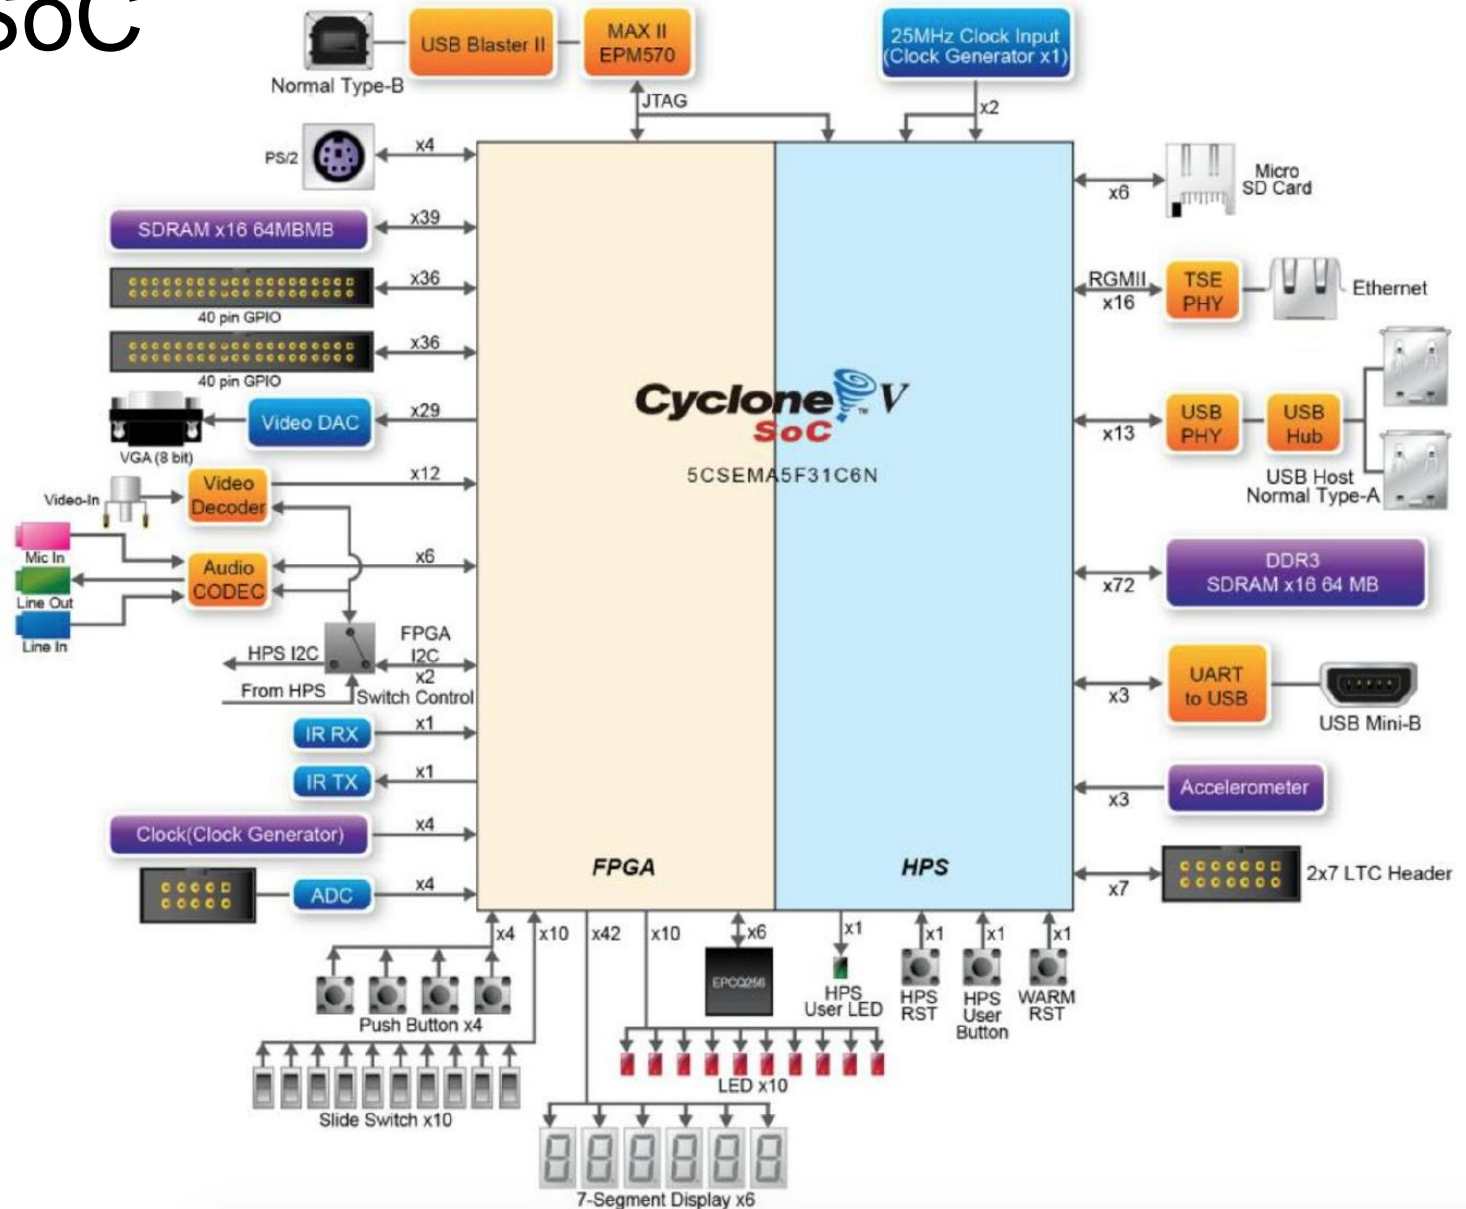 SoC
USB Blaster II
MAX II
EPM570
25MHz Clock Input
(Clock Generator x1)
Normal Type-B
JTAG
x2
PS/2
x4
x6
Micro
SD Card
SDRAM x16 64MBMB
x39
x36
40 pin GPIO
x36
40 pin GPIO
RGMII
x16
TSE
PHY
Ethernet
Video DAC
x29
VGA (8 bit)
Cyclone V
SoC
™
5CSEMA5F31C6N
x13
USB
PHY
USB
Hub
USB Host
Normal Type-A
Video-In
Video
Decoder
x12
Mic In
Line Out
Line In
Audio
CODEC
x6
x72
DDR3
SDRAM x16 64 MB
HPS I2C
From HPS
FPGA
I2C
x2
Switch Control
x3
UART
to USB
USB Mini-B
IR RX
x1
IR TX
x1
x3
Accelerometer
Clock(Clock Generator)
x4
ADC
x4
FPGA
HPS
x7
2x7 LTC Header
x4
x10
x42
x10
x6
x1
x1
x1
x1
EPCQ256
Push Button x4
HPS
User LED
HPS
RST
HPS
User
Button
WARM
RST
LED x10
Slide Switch x10
7-Segment Display x6